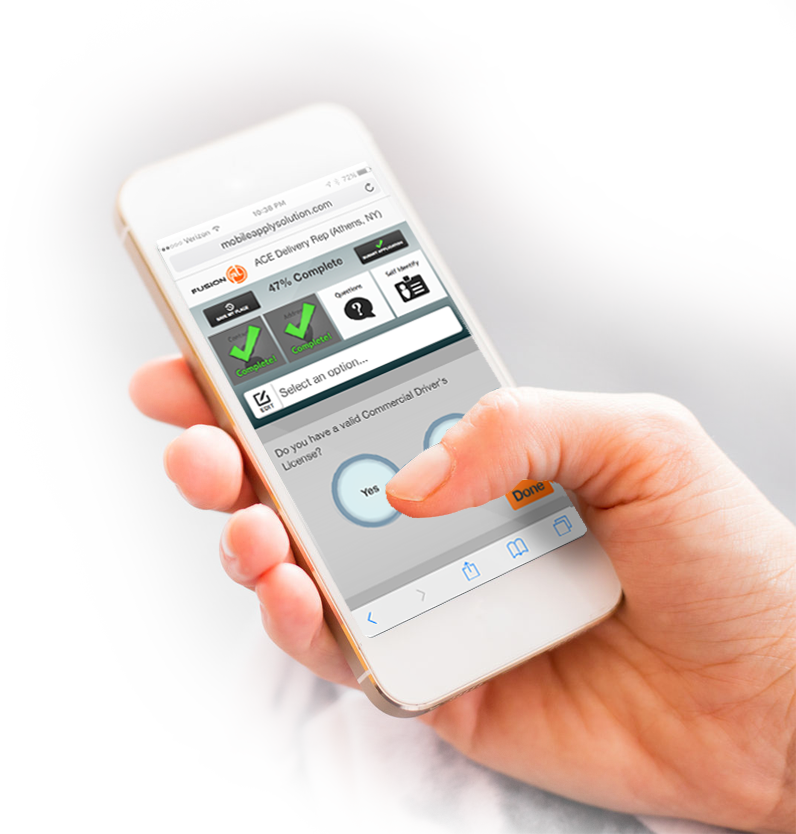 Verizon 10:38 PM 72%
mobileapplysolution.com
FUSION ACE Delivery Rep (Athens, NY)
SAVE MY PLACE 47% Complete SUBMIT APPLICATION
Complete! Complete! Questions Self Identify
EDIT Select an option...
Do you have a valid Commercial Driver's
License?
Yes
Done